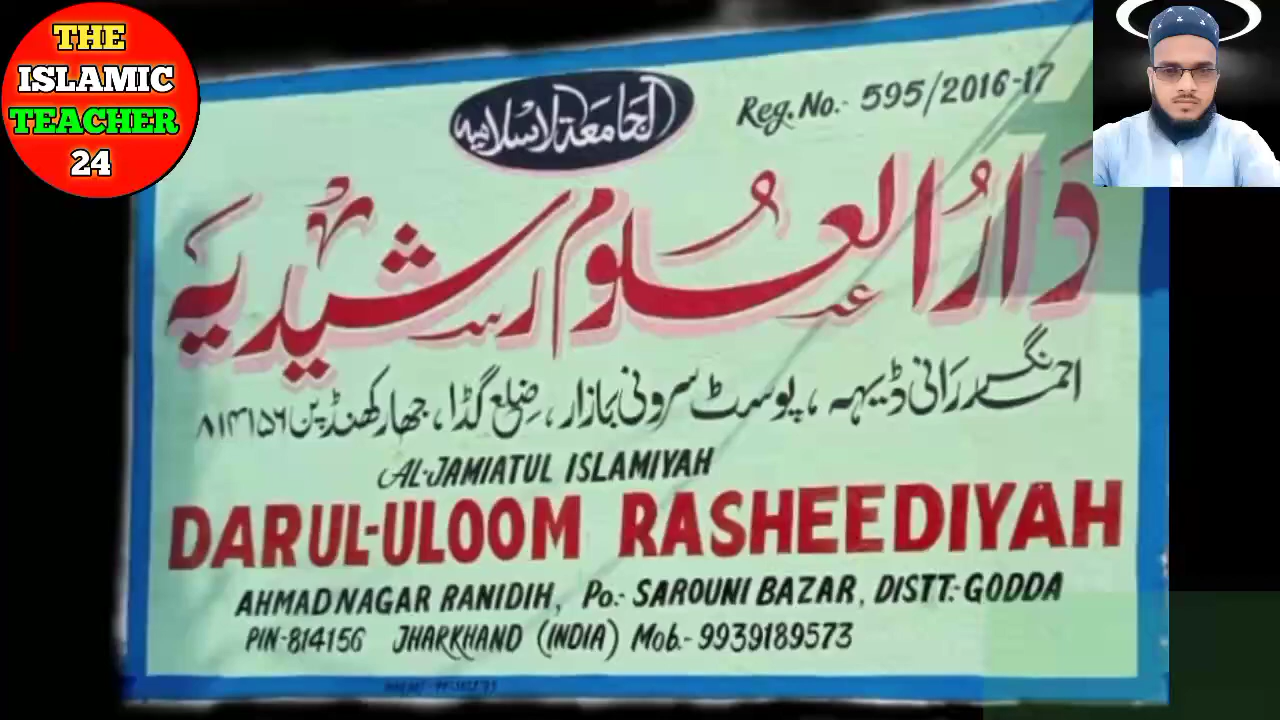 THE
ISLAMIC
TEACHER
24
الجامعۃ الاسلامیہ
Reg. No.- 595/2016-17
دارالعلوم رشیدیہ
احمد نگر رانی ڈیہہ ، پوسٹ سرونی بازار ، ضلع گڈا ، جھارکھنڈ پن ۸۱۴۱۵۶
AL-JAMIATUL ISLAMIYAH
DARUL-ULOOM RASHEEDIYAH
AHMADNAGAR RANIDIH, Po:- SAROUNI BAZAR, DISTT:- GODDA
PIN-814156 JHARKHAND (INDIA) Mob.- 9939189573